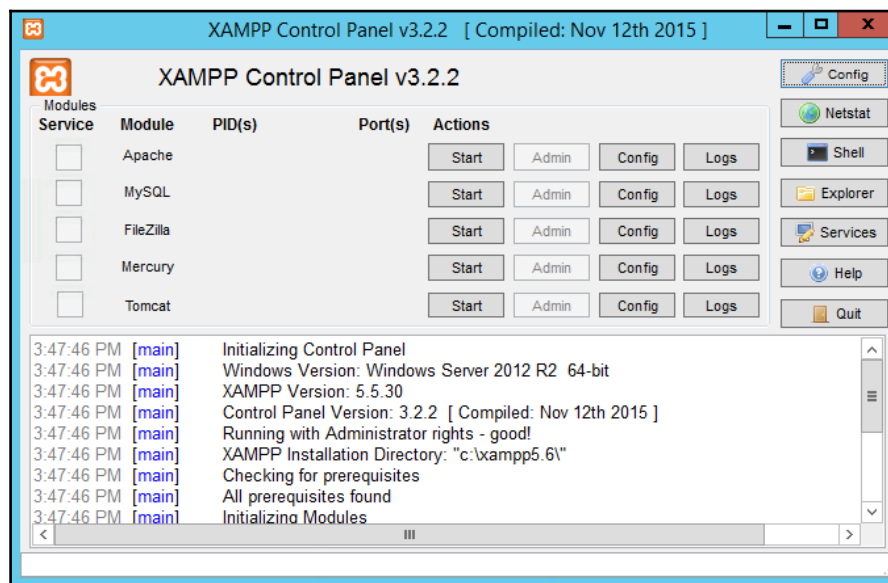 XAMPP Control Panel v3.2.2 [ Compiled: Nov 12th 2015 ]
XAMPP Control Panel v3.2.2
Config
Modules
Service Module PID(s) Port(s) Actions
Netstat
Apache Start Admin Config Logs
Shell
MySQL Start Admin Config Logs
Explorer
FileZilla Start Admin Config Logs
Services
Mercury Start Admin Config Logs
Help
Tomcat Start Admin Config Logs
Quit
3:47:46 PM [main] Initializing Control Panel
3:47:46 PM [main] Windows Version: Windows Server 2012 R2 64-bit
3:47:46 PM [main] XAMPP Version: 5.5.30
3:47:46 PM [main] Control Panel Version: 3.2.2 [ Compiled: Nov 12th 2015 ]
3:47:46 PM [main] Running with Administrator rights - good!
3:47:46 PM [main] XAMPP Installation Directory: "c:\xampp5.6\"
3:47:46 PM [main] Checking for prerequisites
3:47:46 PM [main] All prerequisites found
3:47:46 PM [main] Initializing Modules